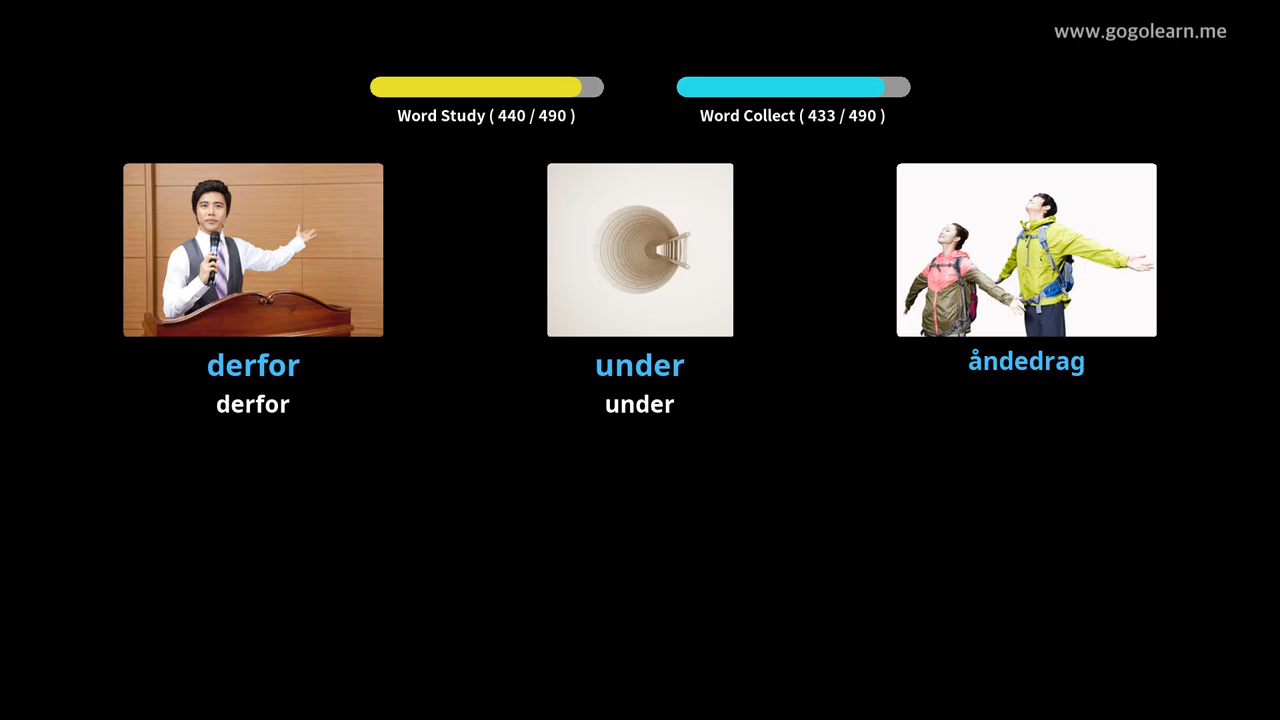 www.gogolearn.me
Word Study ( 440 / 490 )
Word Collect ( 433 / 490 )
derfor
derfor
under
under
åndedrag